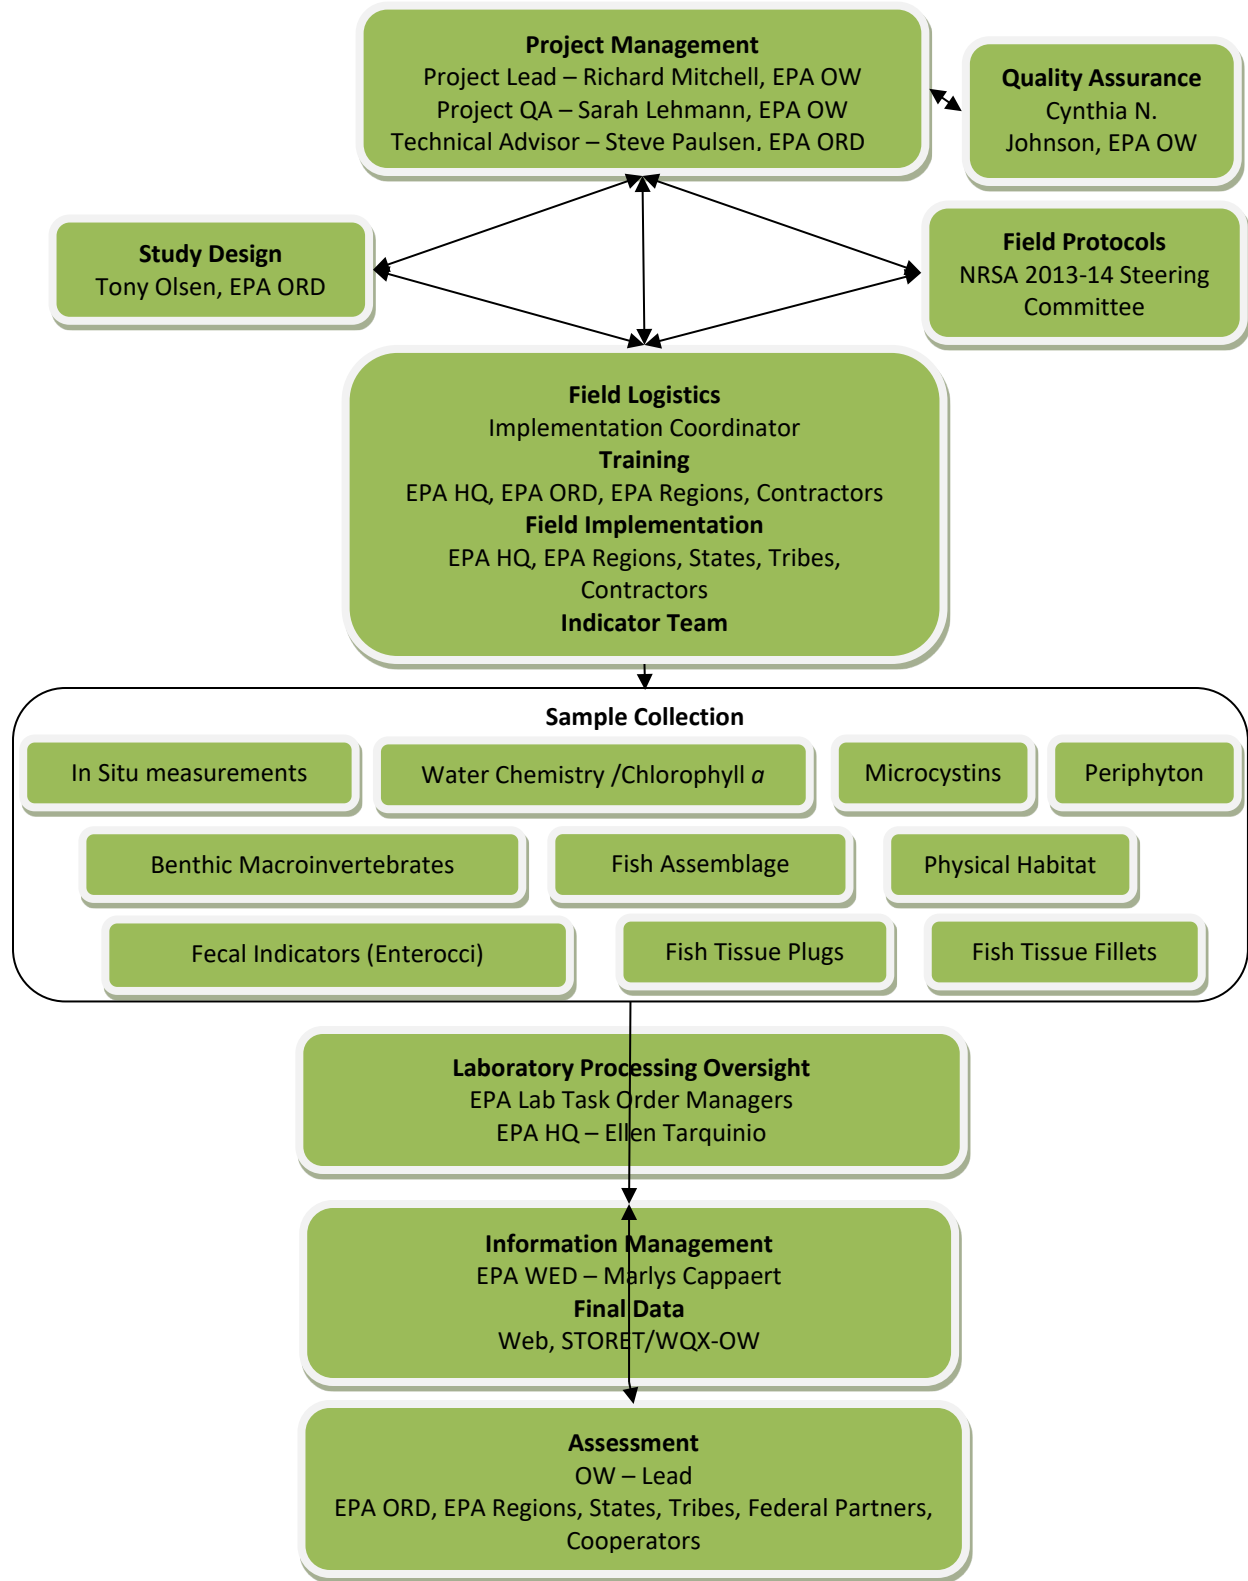 Project Management
Project Lead – Richard Mitchell, EPA OW
Project QA – Sarah Lehmann, EPA OW
Technical Advisor – Steve Paulsen, EPA ORD
Quality Assurance
Cynthia N.
Johnson, EPA OW
Study Design
Tony Olsen, EPA ORD
Field Protocols
NRSA 2013-14 Steering
Committee
Field Logistics
Implementation Coordinator
Training
EPA HQ, EPA ORD, EPA Regions, Contractors
Field Implementation
EPA HQ, EPA Regions, States, Tribes,
Contractors
Indicator Team
Sample Collection
In Situ measurements
Water Chemistry /Chlorophyll a
Microcystins
Periphyton
Benthic Macroinvertebrates
Fish Assemblage
Physical Habitat
Fecal Indicators (Enterocci)
Fish Tissue Plugs
Fish Tissue Fillets
Laboratory Processing Oversight
EPA Lab Task Order Managers
EPA HQ – Ellen Tarquinio
Information Management
EPA WED – Marlys Cappaert
Final Data
Web, STORET/WQX-OW
Assessment
OW – Lead
EPA ORD, EPA Regions, States, Tribes, Federal Partners,
Cooperators